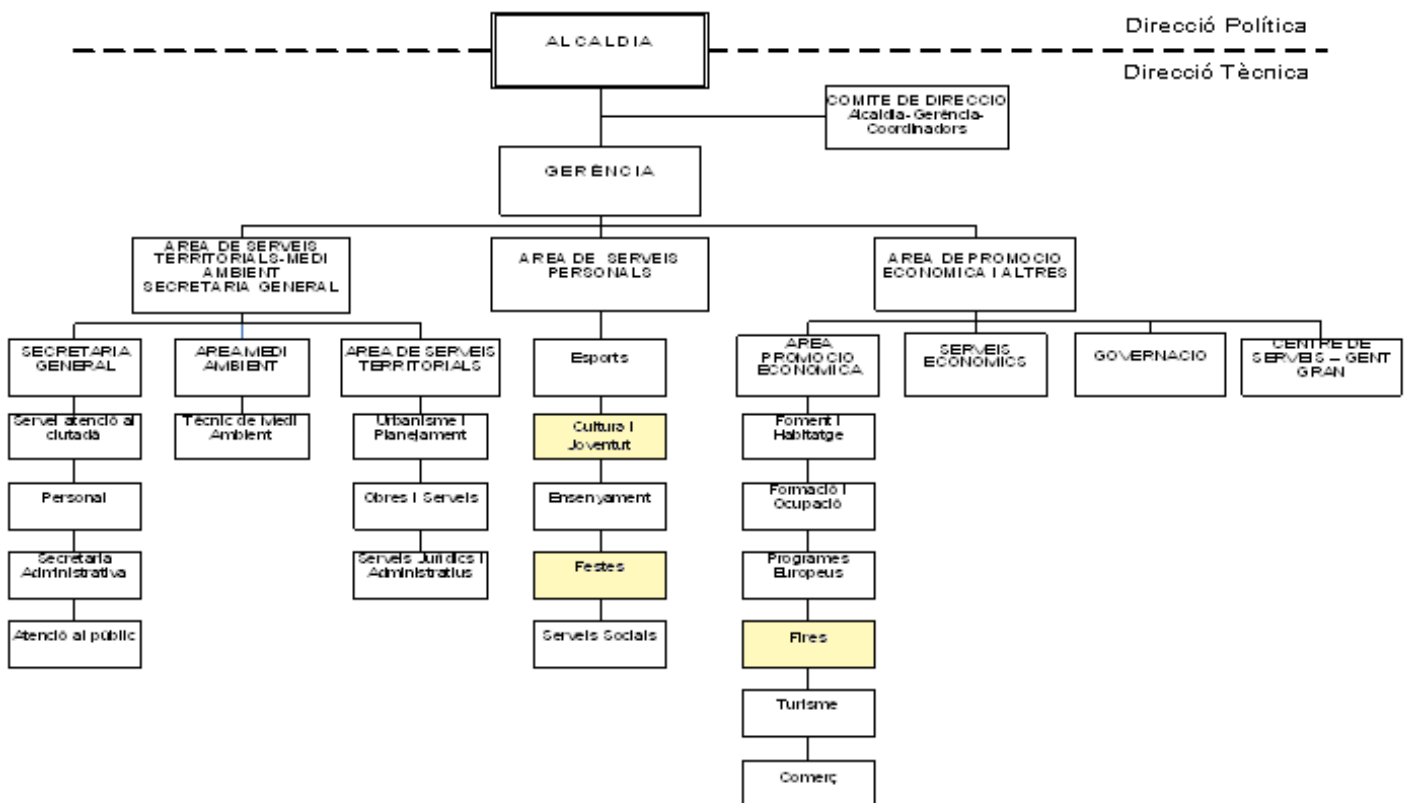 Direcció Política
ALCALDIA
Direcció Tècnica
COMITE DE DIRECCIO
Alcaldia-Gerència-
Coordinadors
GERÈNCIA
AREA DE SERVEIS
TERRITORIALS-MEDI
AMBIENT
SECRETARIA GENERAL
AREA DE SERVEIS
PERSONALS
AREA DE PROMOCIO
ECONOMICA I ALTRES
SECRETARIA
GENERAL
AREA MEDI
AMBIENT
AREA DE SERVEIS
TERRITORIALS
Esports
AREA
PROMOCIO
ECONOMICA
SERVEIS
ECONOMICS
GOVERNACIO
CENTRE DE
SERVEIS – GENT
GRAN
Servei atenció al
ciutadà
Tècnic de Medi
Ambient
Urbanisme i
Planejament
Cultura i
Joventut
Foment i
Habitatge
Personal
Obres i Serveis
Ensenyament
Formació i
Ocupació
Secretaria
Administrativa
Serveis Jurídics i
Administratius
Festes
Programes
Europeus
Atenció al públic
Serveis Socials
Fires
Turisme
Comerç